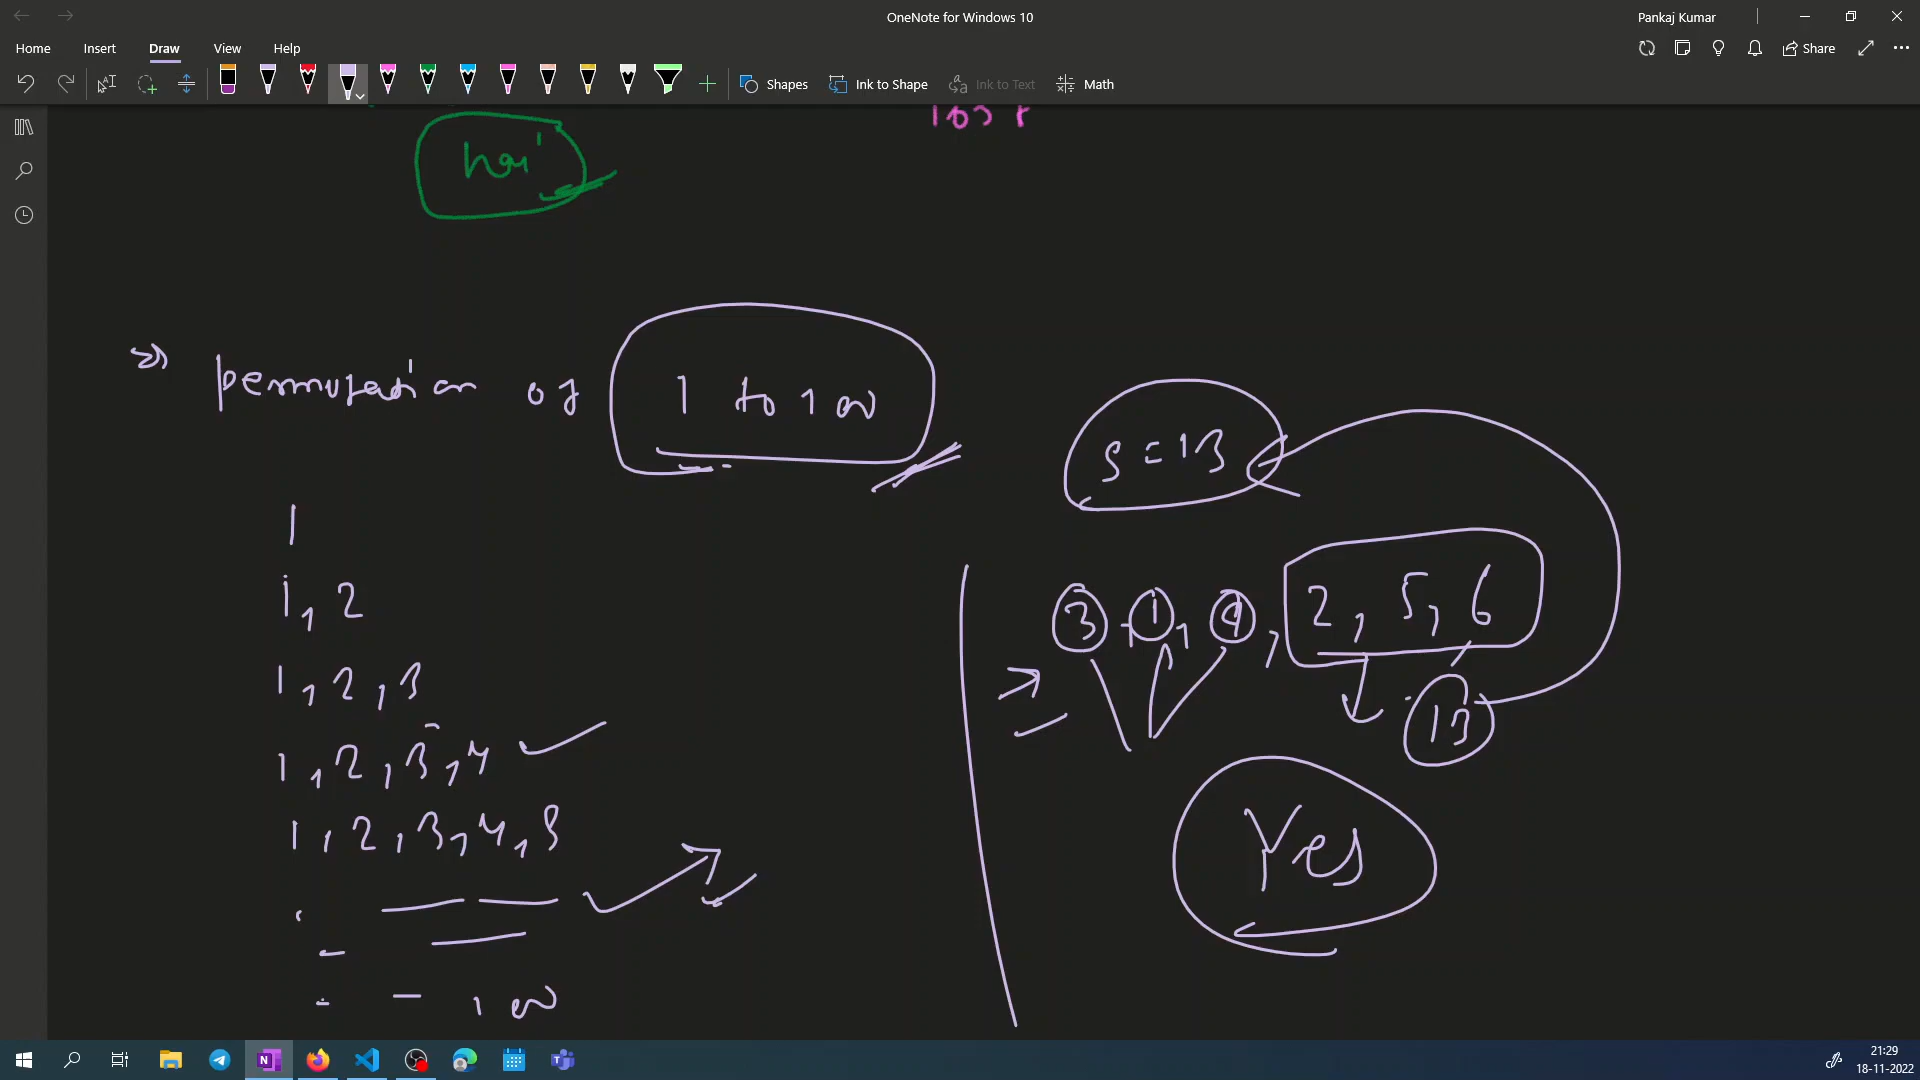 OneNote for Windows 10
Pankaj Kumar
Home Insert Draw View Help
Share
Shapes Ink to Shape Ink to Text Math
hai
permutation of 1 to 100
S = 13
1
1, 2
1, 2, 3
1, 2, 3, 4
1, 2, 3, 4, 5
100
3, 1, 4, 2, 5, 6
13
Yes
21:29
18-11-2022